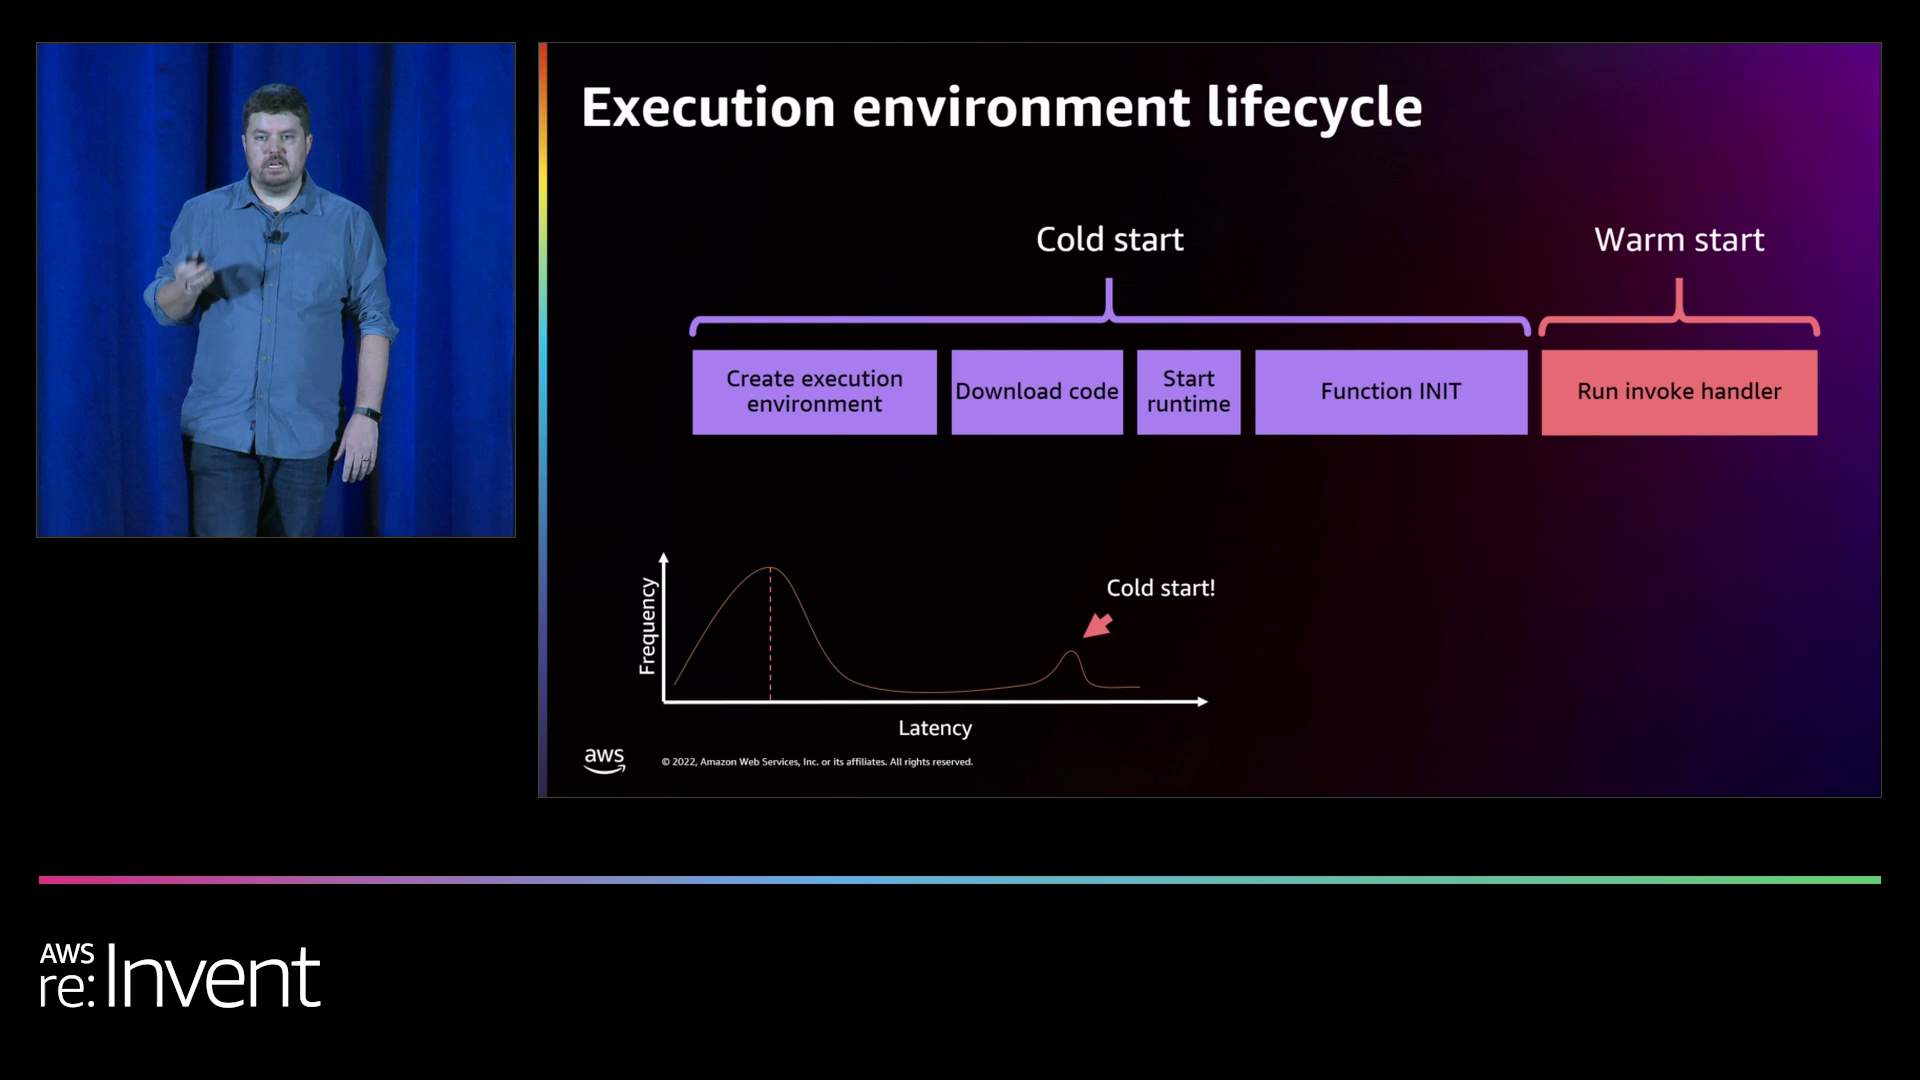 Execution environment lifecycle
Cold start
Warm start
Create execution
environment
Download code
Start
runtime
Function INIT
Run invoke handler
Cold start!
Frequency
Latency
aws
© 2022, Amazon Web Services, Inc. or its affiliates. All rights reserved.
AWS
re:Invent